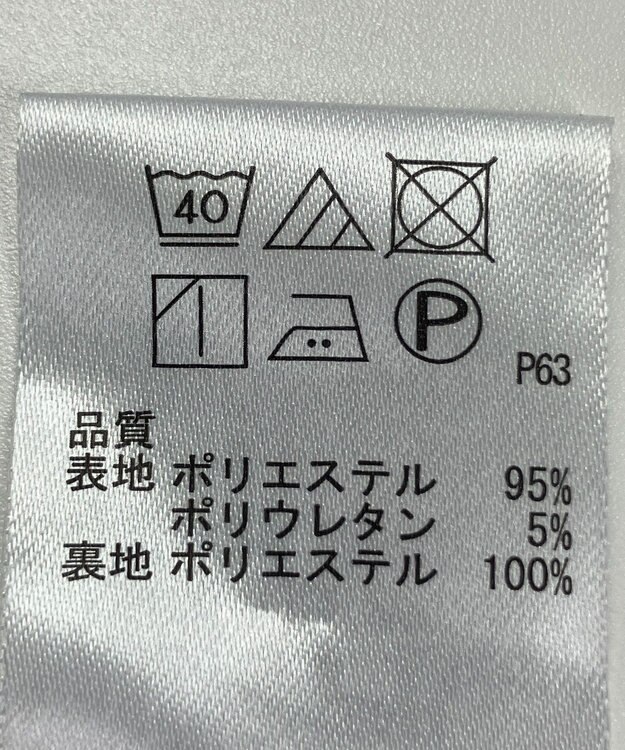 40
P
P63
品質
表地 ポリエステル 95%
ポリウレタン 5%
裏地 ポリエステル 100%